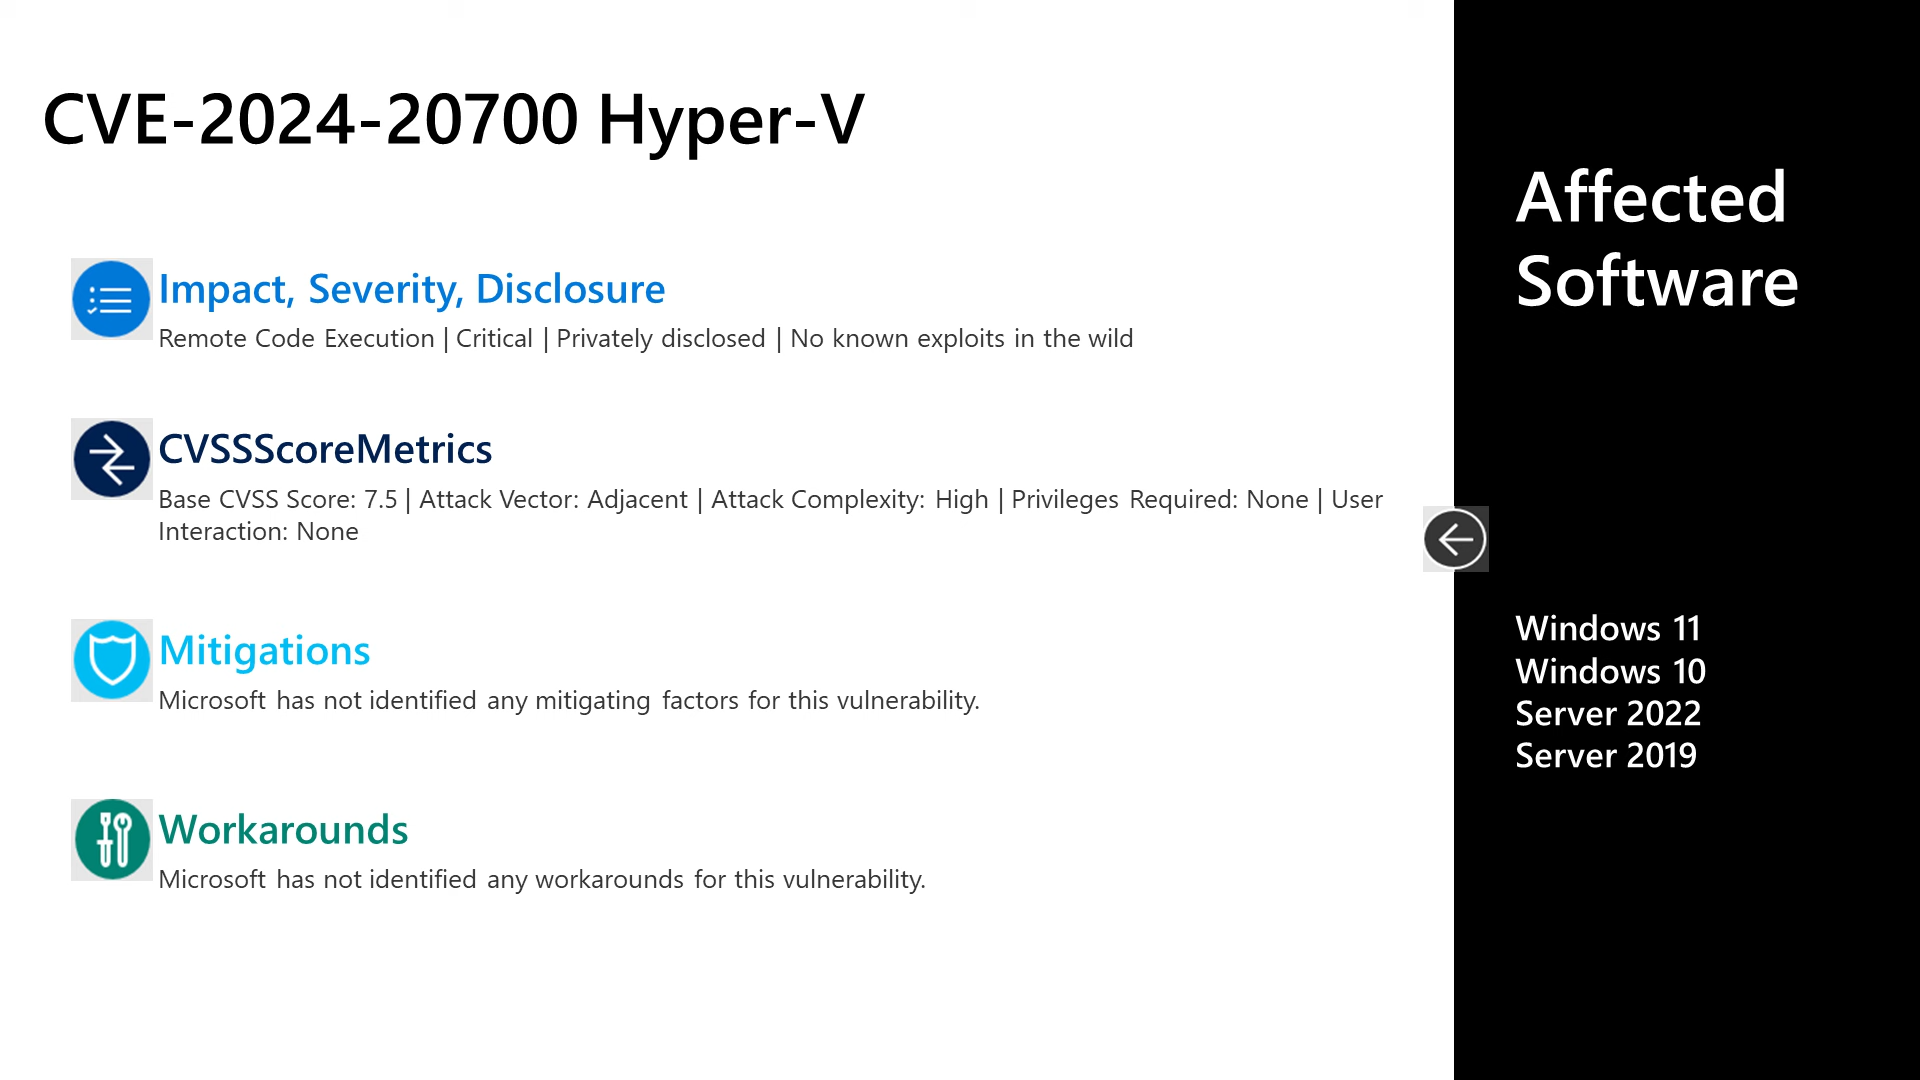 CVE-2024-20700 Hyper-V
Impact, Severity, Disclosure
Remote Code Execution | Critical | Privately disclosed | No known exploits in the wild
CVSSScoreMetrics
Base CVSS Score: 7.5 | Attack Vector: Adjacent | Attack Complexity: High | Privileges Required: None | User
Interaction: None
Mitigations
Microsoft has not identified any mitigating factors for this vulnerability.
Workarounds
Microsoft has not identified any workarounds for this vulnerability.
Affected
Software
Windows 11
Windows 10
Server 2022
Server 2019